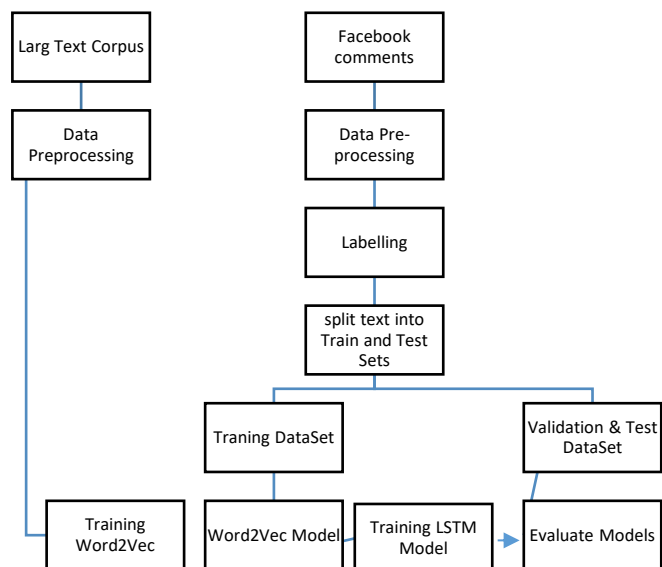 Larg Text Corpus
Facebook
comments
Data
Preprocessing
Data Pre-
processing
Labelling
split text into
Train and Test
Sets
Traning DataSet
Validation & Test
DataSet
Training
Word2Vec
Word2Vec Model
Training LSTM
Model
Evaluate Models